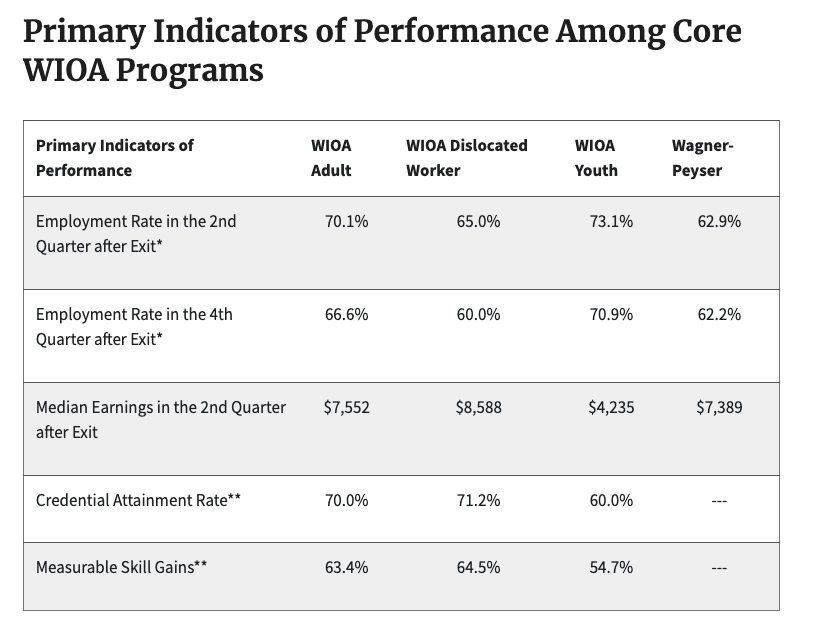 Primary Indicators of Performance Among Core
WIOA Programs
Primary Indicators of Performance WIOA Adult WIOA Dislocated Worker WIOA Youth Wagner-Peyser
Employment Rate in the 2nd Quarter after Exit* 70.1% 65.0% 73.1% 62.9%
Employment Rate in the 4th Quarter after Exit* 66.6% 60.0% 70.9% 62.2%
Median Earnings in the 2nd Quarter after Exit $7,552 $8,588 $4,235 $7,389
Credential Attainment Rate** 70.0% 71.2% 60.0% ---
Measurable Skill Gains** 63.4% 64.5% 54.7% ---